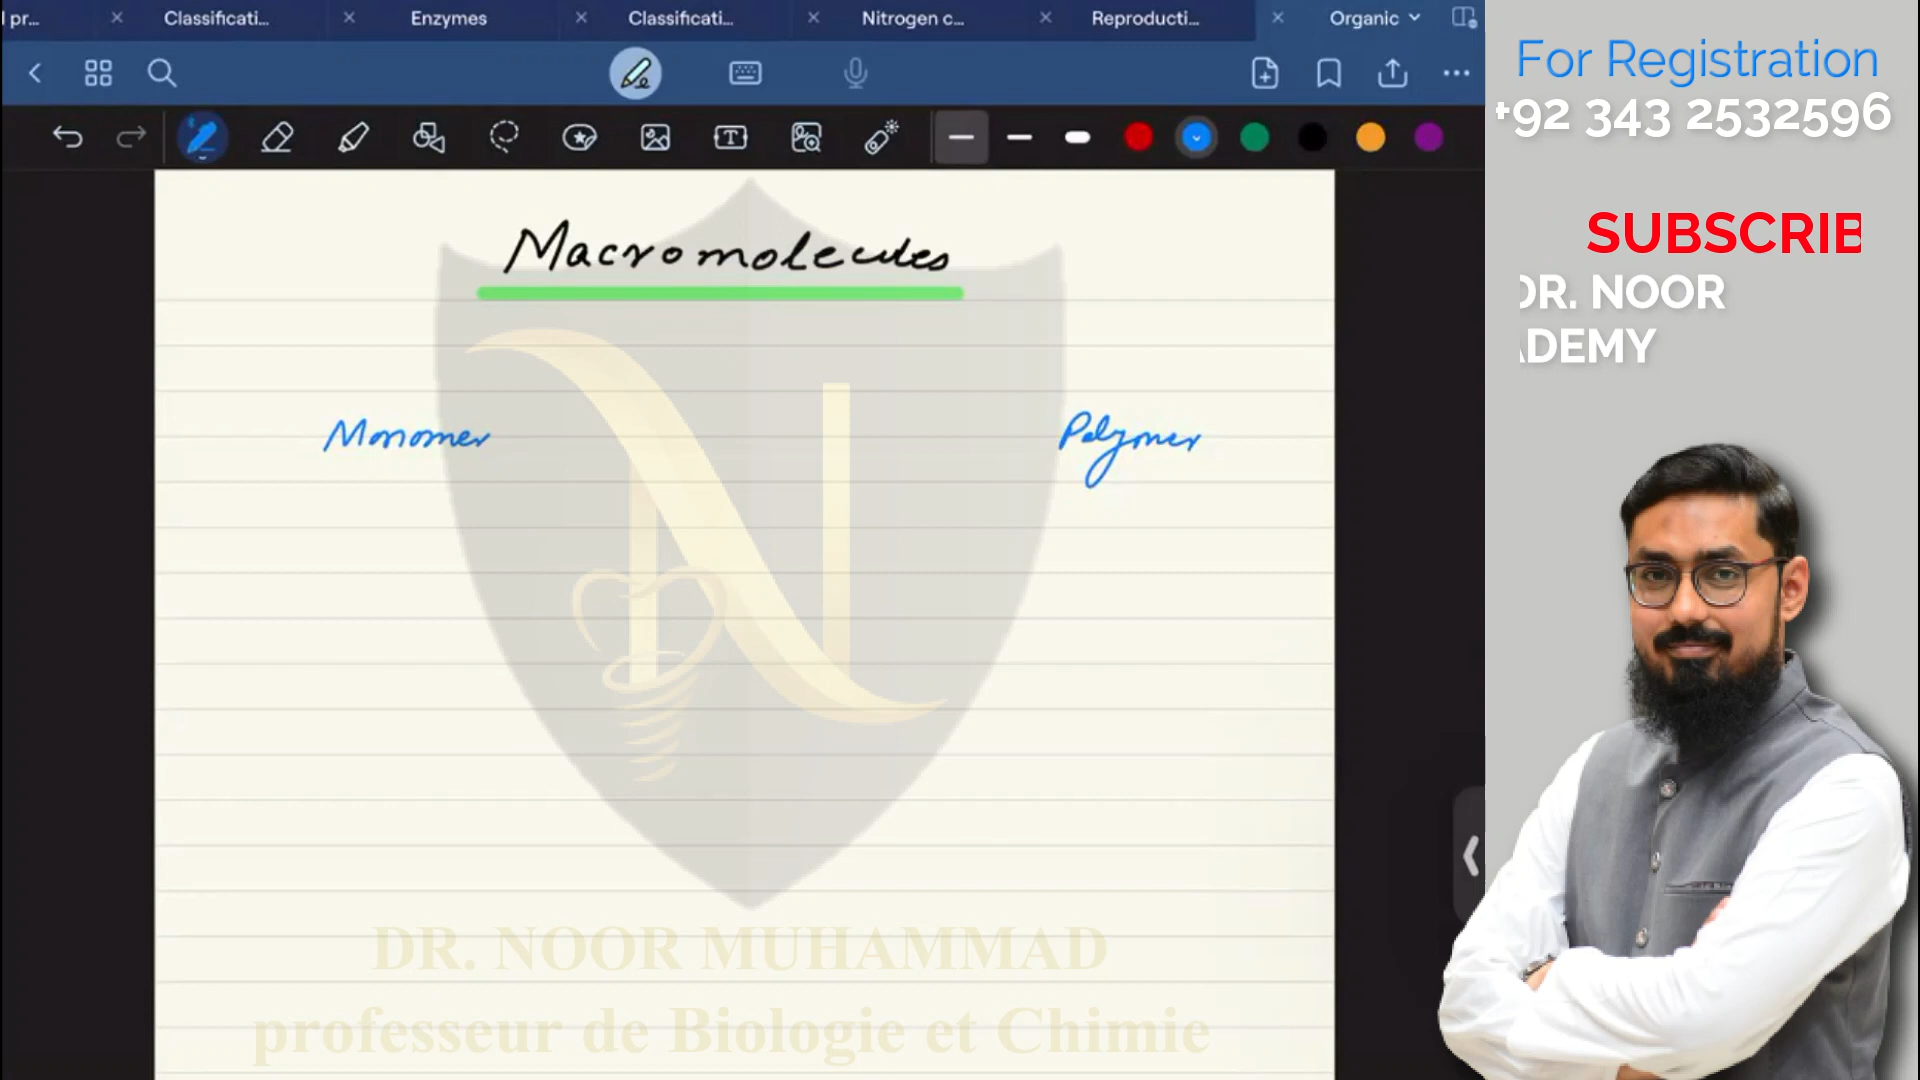 l pr... Classificati... Enzymes Classificati... Nitrogen c... Reproducti... Organic
For Registration
+92 343 2532596
SUBSCRIB
DR. NOOR
ADEMY
Macromolecules
Monomer Polymer
DR. NOOR MUHAMMAD
professeur de Biologie et Chimie